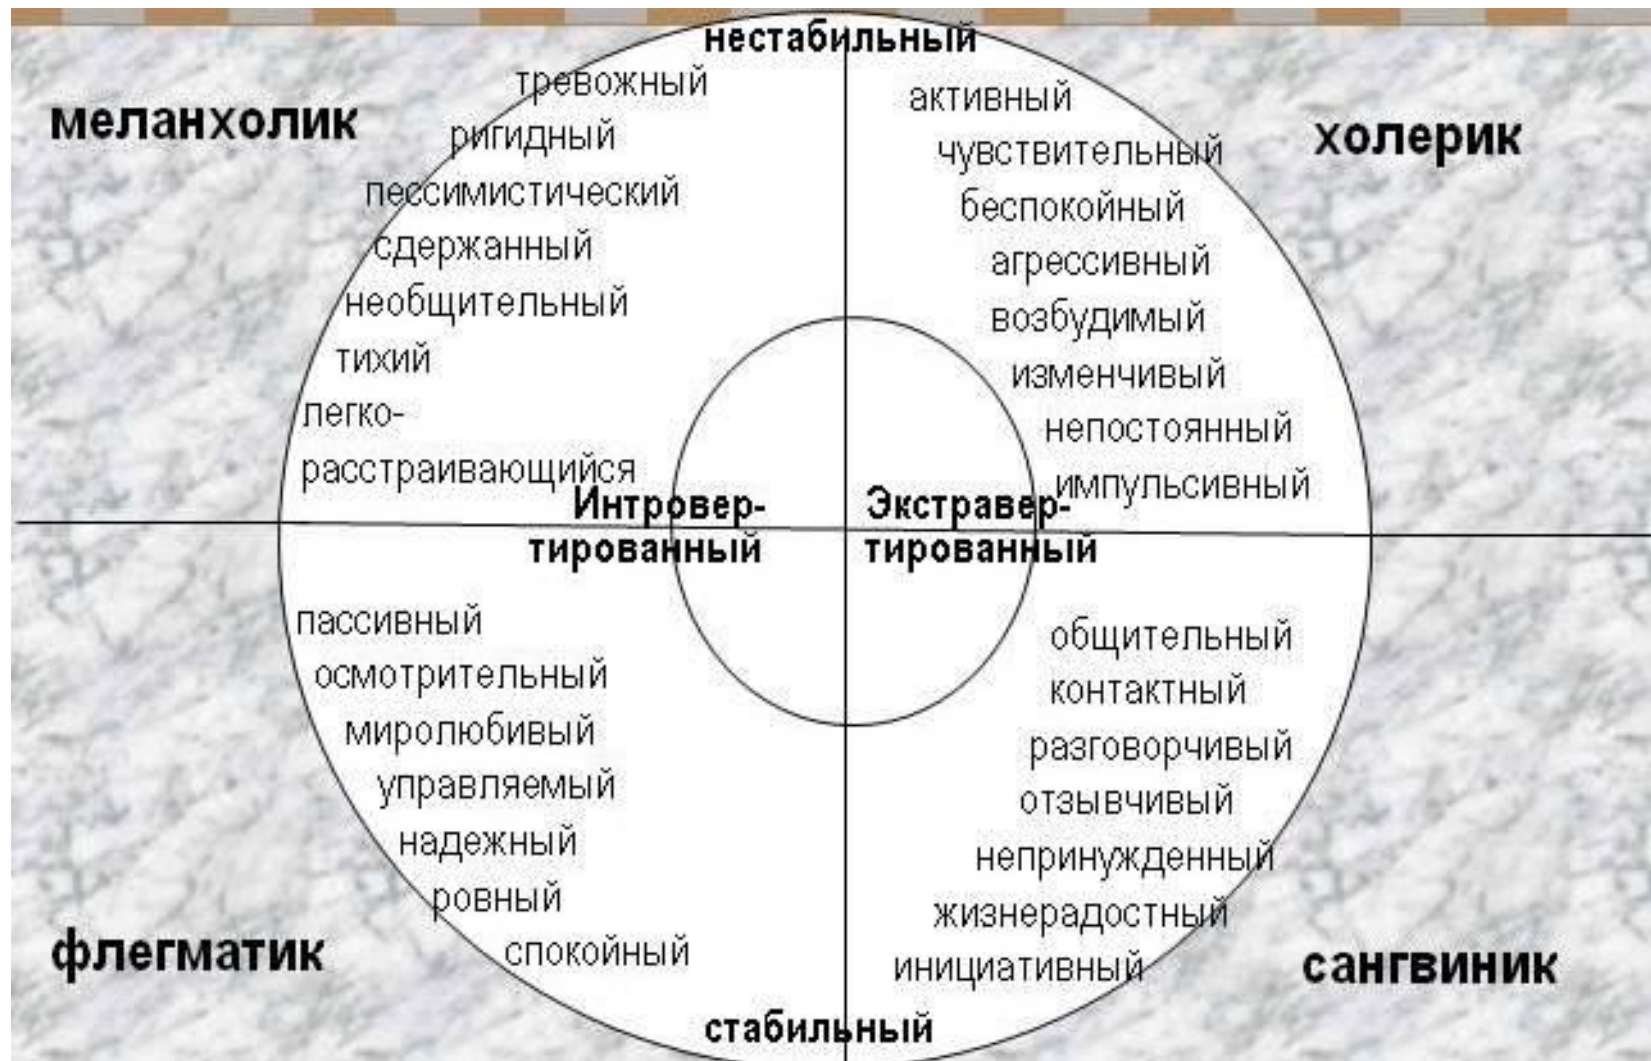 нестабильный
меланхолик
тревожный
ригидный
пессимистический
сдержанный
необщительный
тихий
легко-
расстраивающийся
холерик
активный
чувствительный
беспокойный
агрессивный
возбудимый
изменчивый
непостоянный
импульсивный
Интровер-
тированный
Экстравер-
тированный
флегматик
пассивный
осмотрительный
миролюбивый
управляемый
надежный
ровный
спокойный
сангвиник
общительный
контактный
разговорчивый
отзывчивый
непринужденный
жизнерадостный
инициативный
стабильный